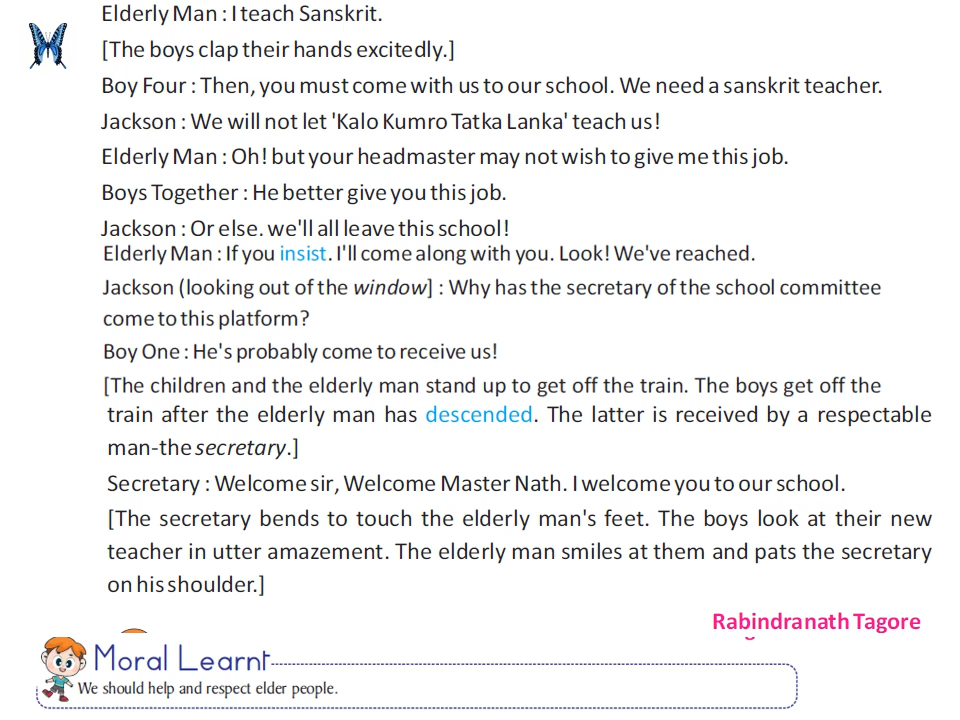 Elderly Man : I teach Sanskrit.
[The boys clap their hands excitedly.]
Boy Four : Then, you must come with us to our school. We need a sanskrit teacher.
Jackson : We will not let 'Kalo Kumro Tatka Lanka' teach us!
Elderly Man : Oh! but your headmaster may not wish to give me this job.
Boys Together : He better give you this job.
Jackson : Or else. we'll all leave this school!
Elderly Man : If you insist. I'll come along with you. Look! We've reached.
Jackson (looking out of the window] : Why has the secretary of the school committee
come to this platform?
Boy One : He's probably come to receive us!
[The children and the elderly man stand up to get off the train. The boys get off the
train after the elderly man has descended. The latter is received by a respectable
man-the secretary.]
Secretary : Welcome sir, Welcome Master Nath. I welcome you to our school.
[The secretary bends to touch the elderly man's feet. The boys look at their new
teacher in utter amazement. The elderly man smiles at them and pats the secretary
on his shoulder.]
Rabindranath Tagore
Moral Learnt
We should help and respect elder people.